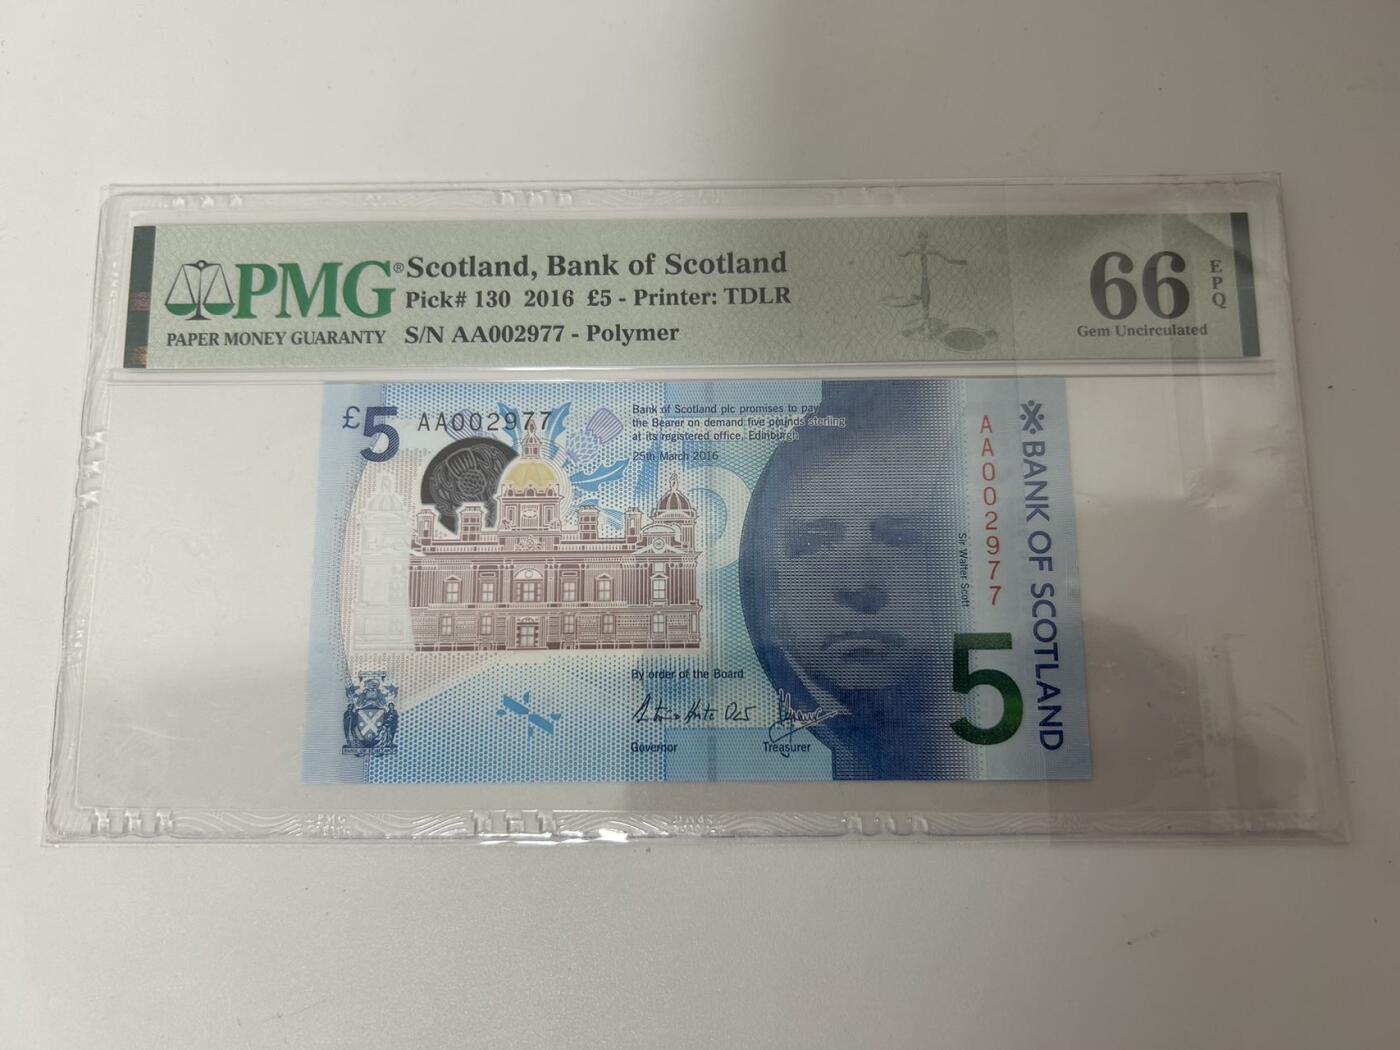 PMG®
PAPER MONEY GUARANTY
Scotland, Bank of Scotland
Pick# 130 2016 £5 - Printer: TDLR
S/N AA002977 - Polymer
66
EPQ
Gem Uncirculated
£5 AA002977
Bank of Scotland plc promises to pay
the Bearer on demand five pounds sterling
at its registered office, Edinburgh
25th March 2016
AA002977
BANK OF SCOTLAND
Sir Walter Scott
5
By order of the Board
Governor
Treasurer